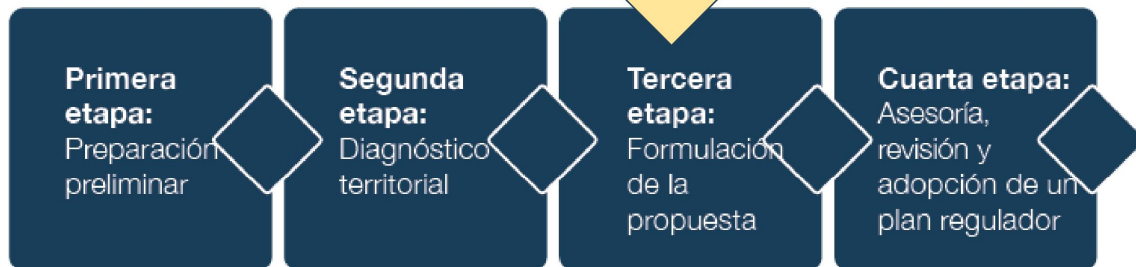 Primera
etapa:
Preparación
preliminar
Segunda
etapa:
Diagnóstico
territorial
Tercera
etapa:
Formulación
de la
propuesta
Cuarta etapa:
Asesoría,
revisión y
adopción de un
plan regulador